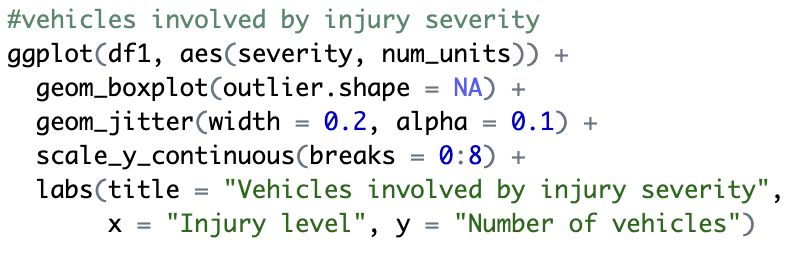 #vehicles involved by injury severity
ggplot(df1, aes(severity, num_units)) +
  geom_boxplot(outlier.shape = NA) +
  geom_jitter(width = 0.2, alpha = 0.1) +
  scale_y_continuous(breaks = 0:8) +
  labs(title = "Vehicles involved by injury severity",
       x = "Injury level", y = "Number of vehicles")